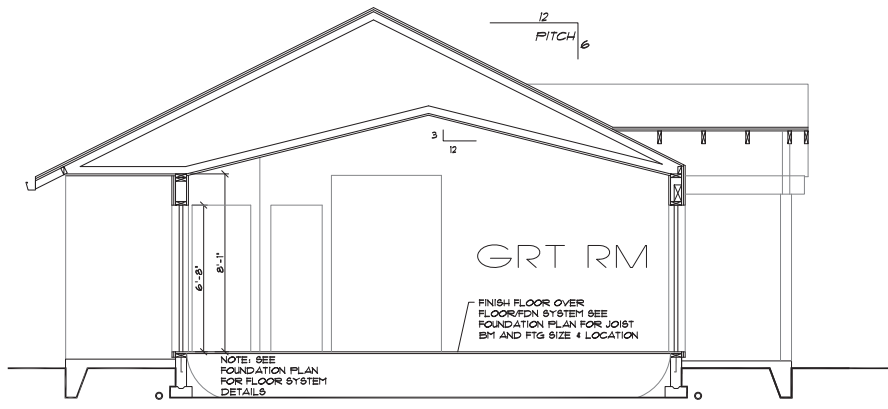 12
PITCH
6
3
12
6'-8"
8'-1"
GRT RM
FINISH FLOOR OVER
FLOOR/FDN SYSTEM SEE
FOUNDATION PLAN FOR JOIST
BM AND FTG SIZE & LOCATION
NOTE: SEE
FOUNDATION PLAN
FOR FLOOR SYSTEM
DETAILS